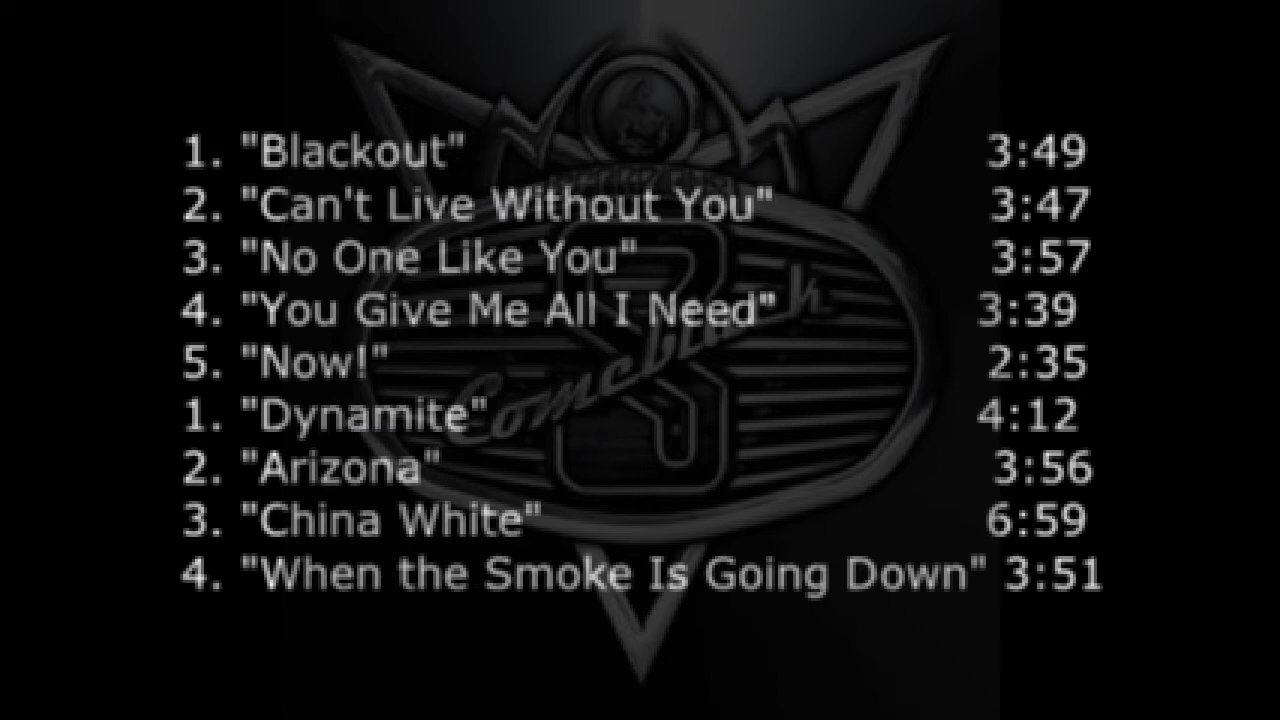 1. "Blackout" 3:49
2. "Can't Live Without You" 3:47
3. "No One Like You" 3:57
4. "You Give Me All I Need" 3:39
5. "Now!" 2:35
1. "Dynamite" 4:12
2. "Arizona" 3:56
3. "China White" 6:59
4. "When the Smoke Is Going Down" 3:51
Comeblack